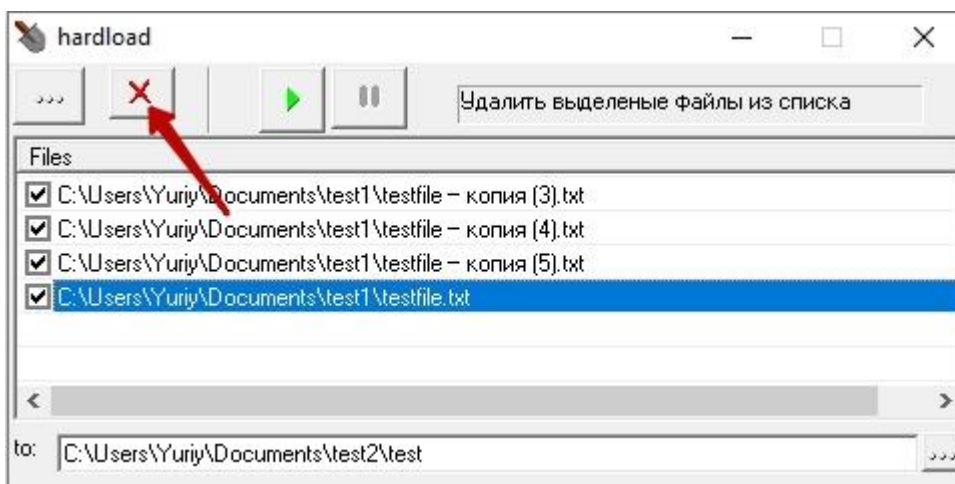 hardload
... Удалить выделеные файлы из списка
Files
C:\Users\Yuriy\Documents\test1\testfile – копия (3).txt
C:\Users\Yuriy\Documents\test1\testfile – копия (4).txt
C:\Users\Yuriy\Documents\test1\testfile – копия (5).txt
C:\Users\Yuriy\Documents\test1\testfile.txt
to: C:\Users\Yuriy\Documents\test2\test ...